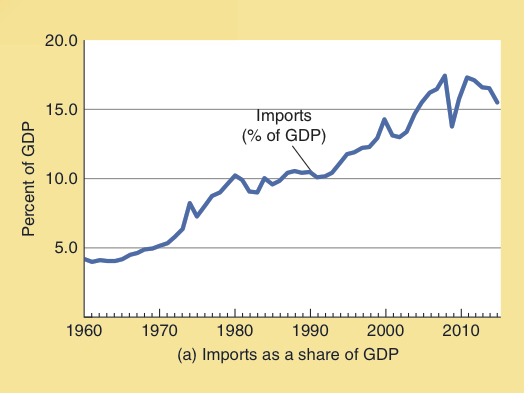 20.0
15.0
10.0
5.0
Percent of GDP
Imports
(% of GDP)
1960 1970 1980 1990 2000 2010
(a) Imports as a share of GDP